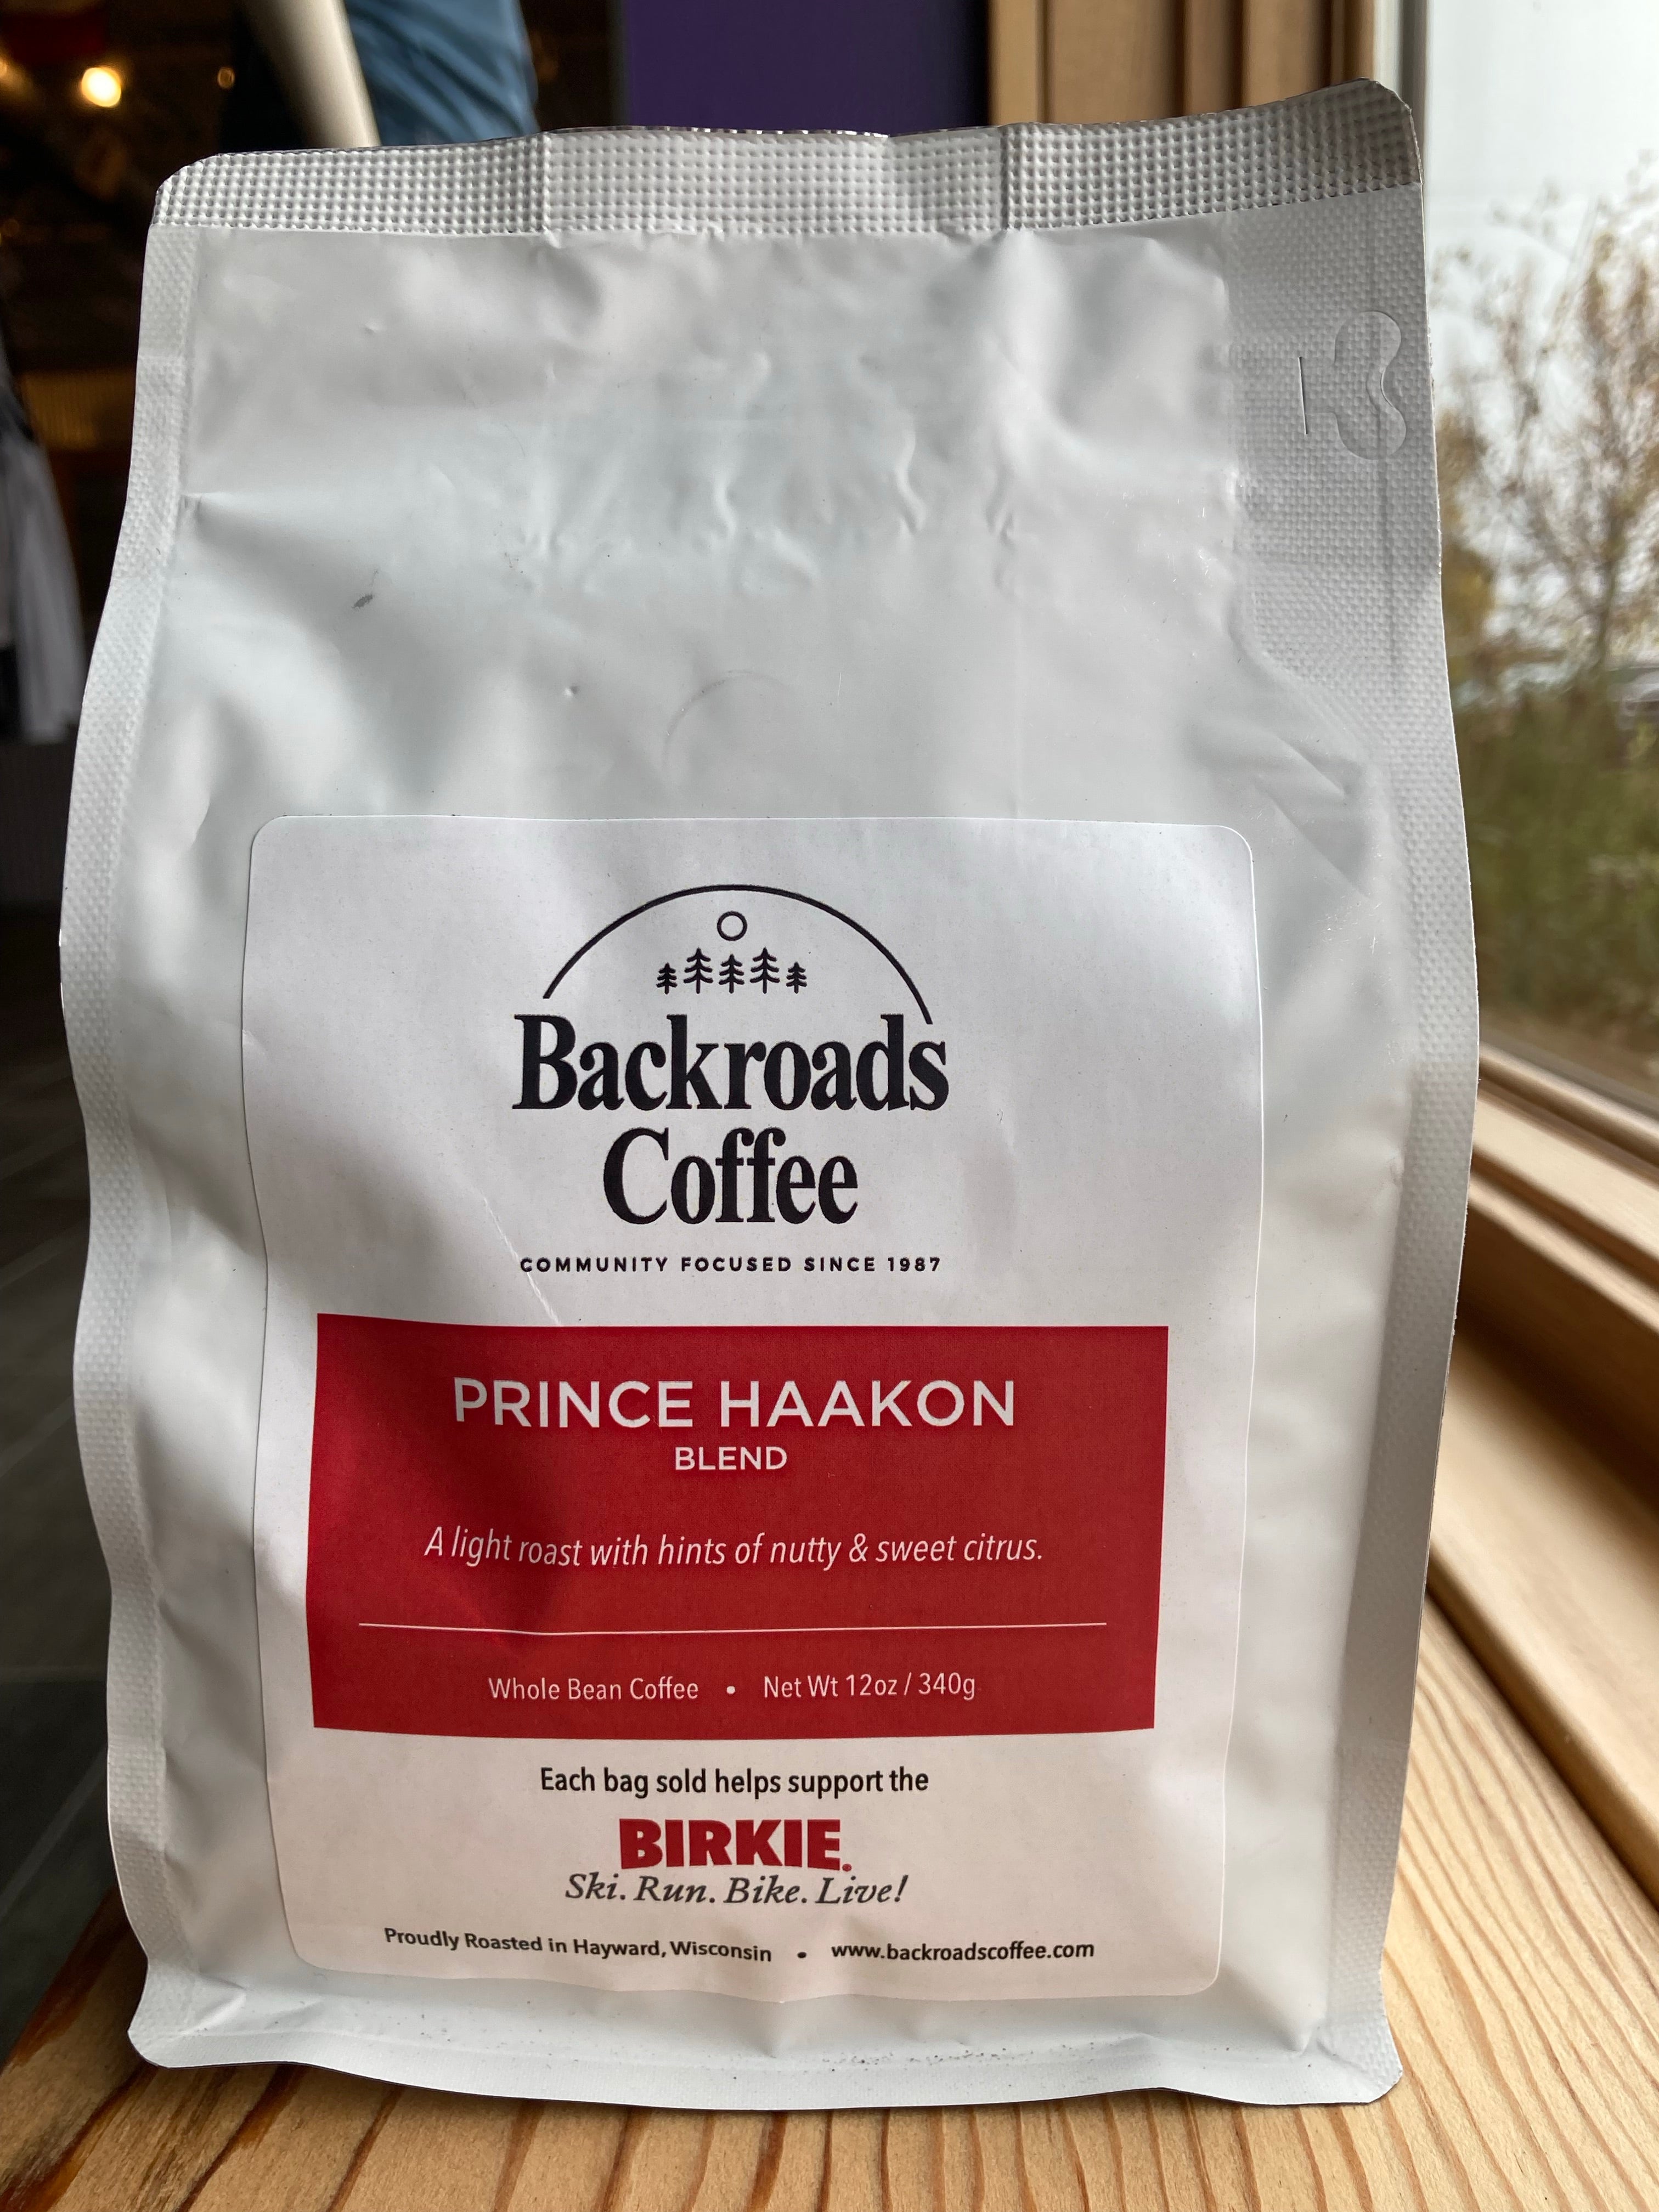 Backroads
Coffee
COMMUNITY FOCUSED SINCE 1987
PRINCE HAAKON
BLEND
A light roast with hints of nutty & sweet citrus.
Whole Bean Coffee • Net Wt 12oz / 340g
Each bag sold helps support the
BIRKIE.
Ski. Run. Bike. Live!
Proudly Roasted in Hayward, Wisconsin • www.backroadscoffee.com